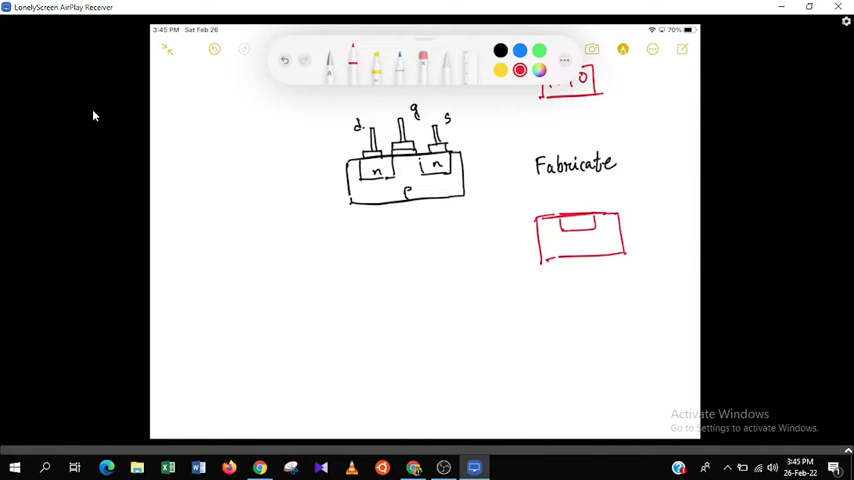 LonelyScreen AirPlay Receiver
3:45 PM Sat Feb 26
70%
A
g
d.
s
n
n
P
Fabricate
Activate Windows
Go to Settings to activate Windows.
3:45 PM
26-Feb-22